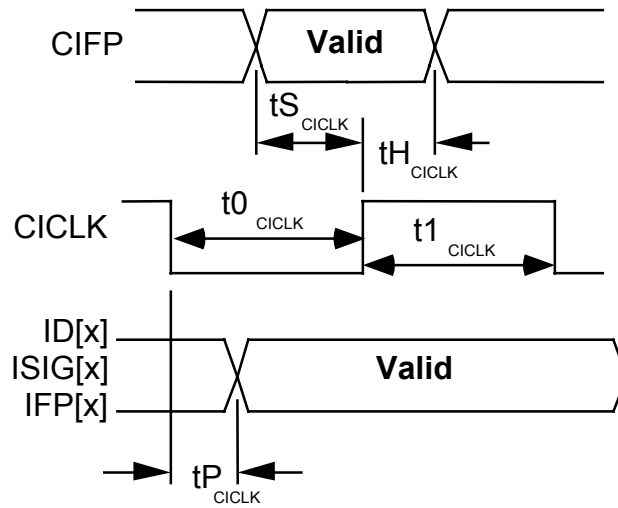 CIFP
Valid
tS CICLK
tH CICLK
CICLK
t0 CICLK
t1 CICLK
ID[x]
ISIG[x]
Valid
IFP[x]
tP CICLK